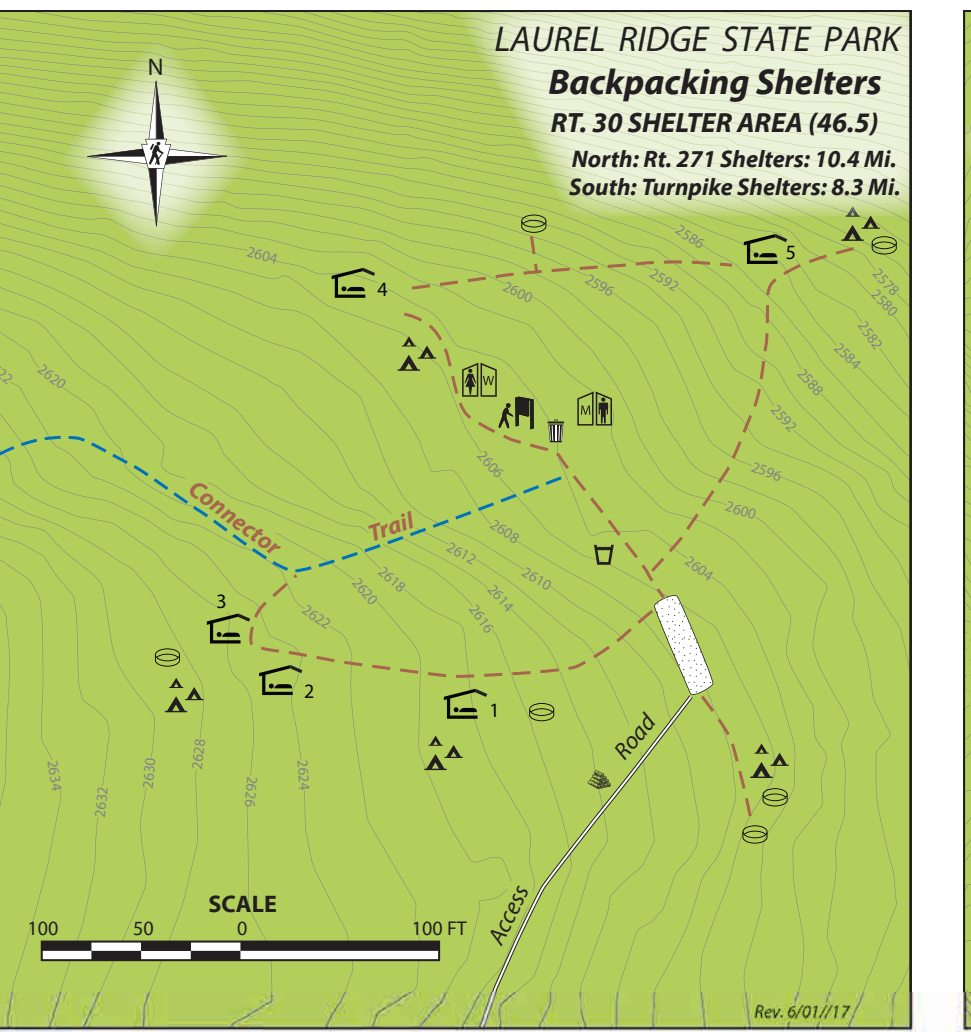 LAUREL RIDGE STATE PARK
Backpacking Shelters
RT. 30 SHELTER AREA (46.5)
North: Rt. 271 Shelters: 10.4 Mi.
South: Turnpike Shelters: 8.3 Mi.
N
2604
2586
5
2578
2580
2592
2596
2600
4
2582
2584
2620
22
2588
W
M
2592
2606
2596
2600
Connector
Trail
2608
2612
2610
2604
2618
2620
2614
2616
2622
3
2
1
2634
2632
2630
2628
2626
2624
Road
Access
SCALE
100 50 0 100 FT
Rev. 6/01//17